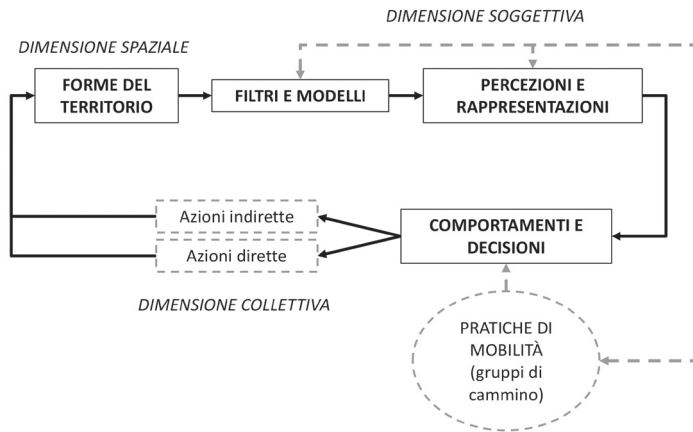 DIMENSIONE SOGGETTIVA
DIMENSIONE SPAZIALE
FORME DEL
TERRITORIO
FILTRI E MODELLI
PERCEZIONI E
RAPPRESENTAZIONI
Azioni indirette
Azioni dirette
COMPORTAMENTI E
DECISIONI
DIMENSIONE COLLETTIVA
PRATICHE DI
MOBILITÀ
(gruppi di
cammino)